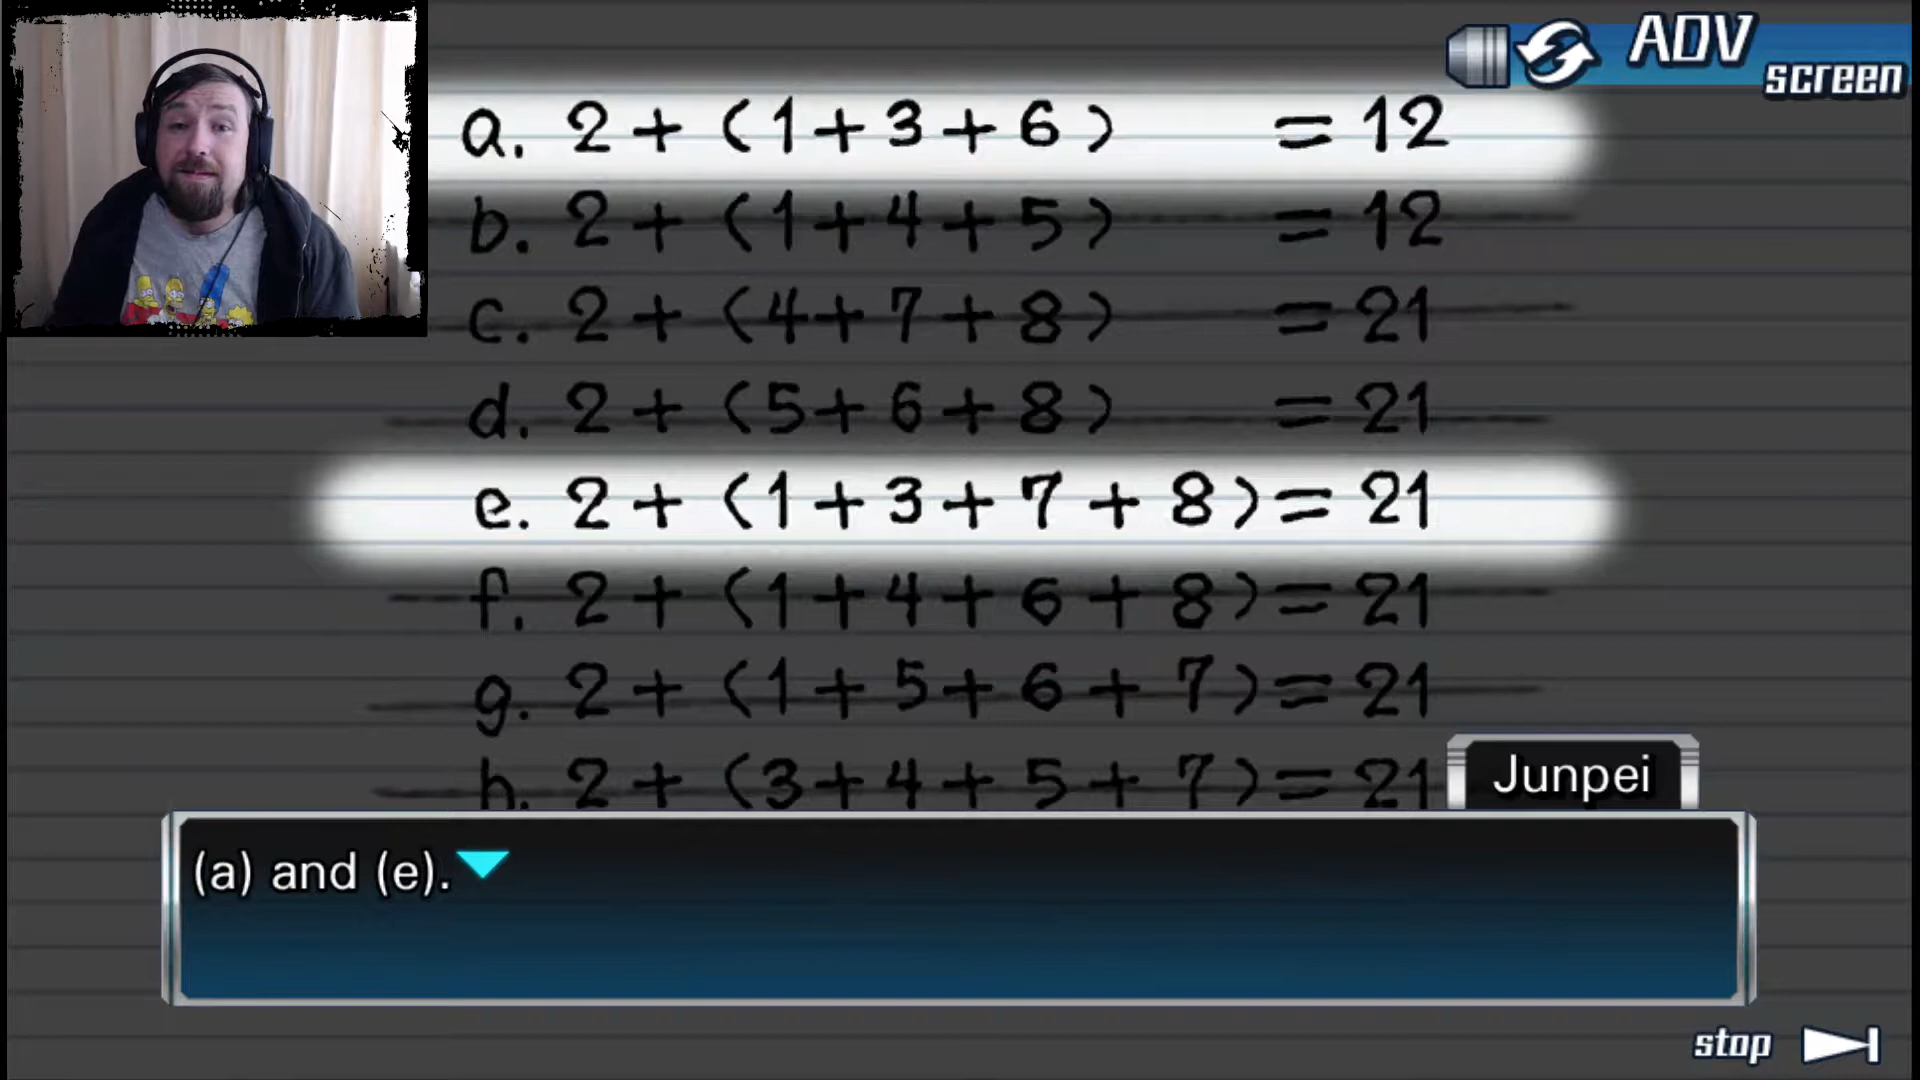 ADV
screen
a. 2 + (1 + 3 + 6) = 12
b. 2 + (1 + 4 + 5) = 12
c. 2 + (4 + 7 + 8) = 21
d. 2 + (5 + 6 + 8) = 21
e. 2 + (1 + 3 + 7 + 8) = 21
f. 2 + (1 + 4 + 6 + 8) = 21
g. 2 + (1 + 5 + 6 + 7) = 21
h. 2 + (3 + 4 + 5 + 7) = 21
Junpei
(a) and (e).
stop